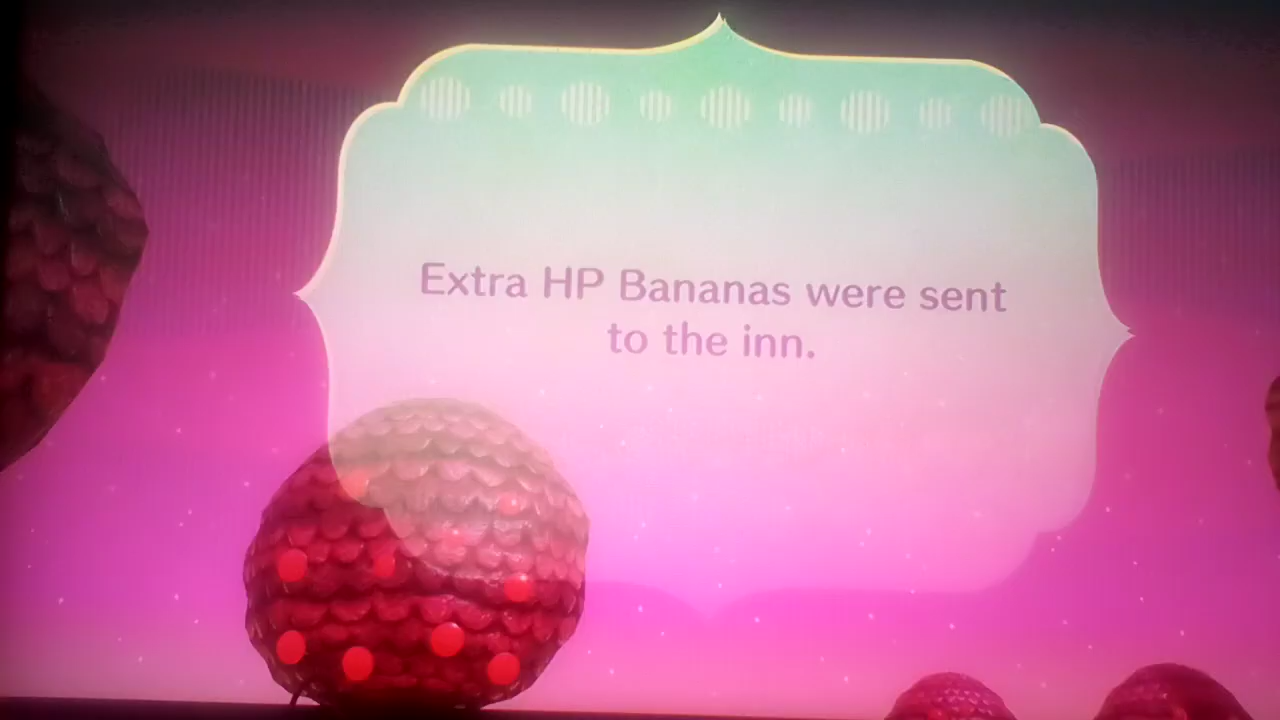 Extra HP Bananas were sent
to the inn.